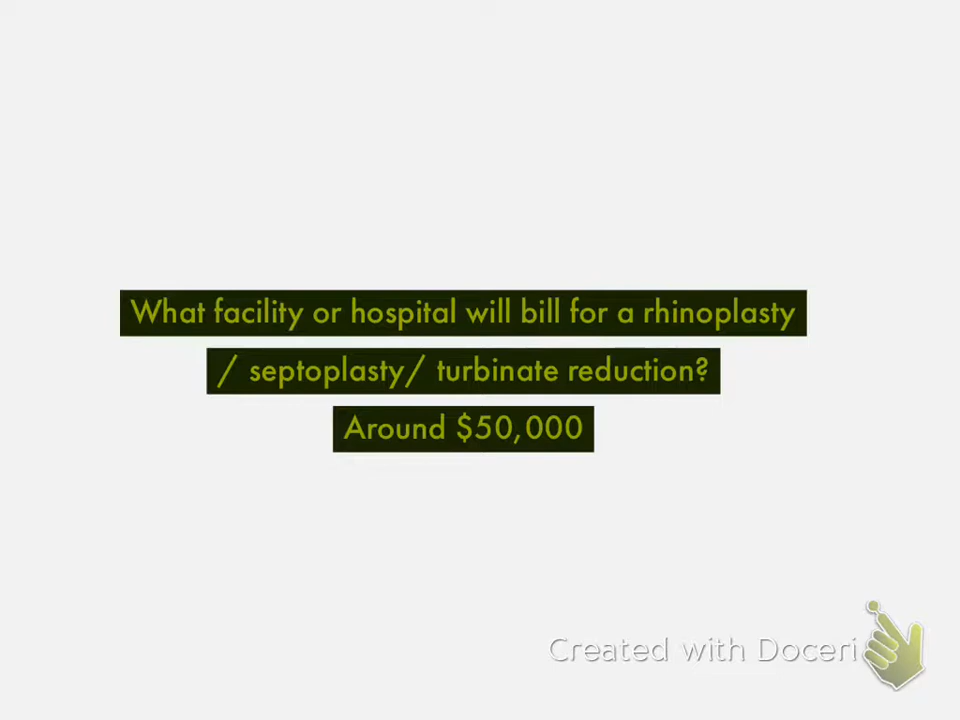 What facility or hospital will bill for a rhinoplasty
/ septoplasty/ turbinate reduction?
Around $50,000
Created with Doceri